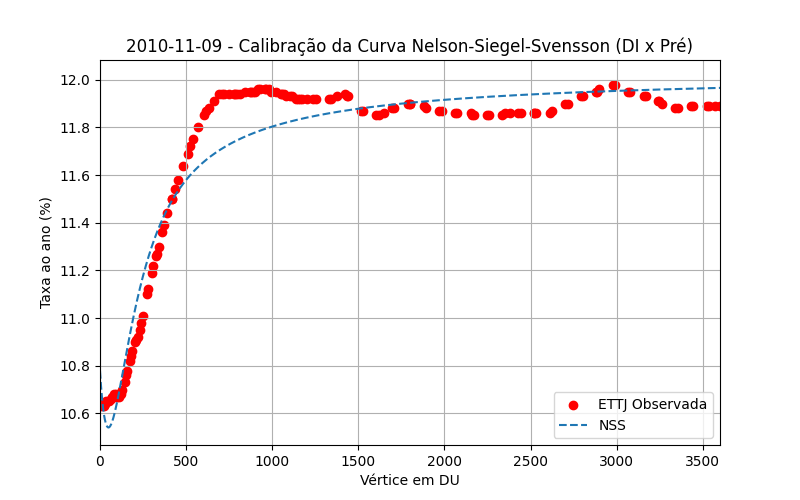 2010-11-09 - Calibração da Curva Nelson-Siegel-Svensson (DI x Pré)
12.0
11.8
11.6
11.4
11.2
11.0
10.8
10.6
Taxa ao ano (%)
ETTJ Observada
NSS
0 500 1000 1500 2000 2500 3000 3500
Vértice em DU